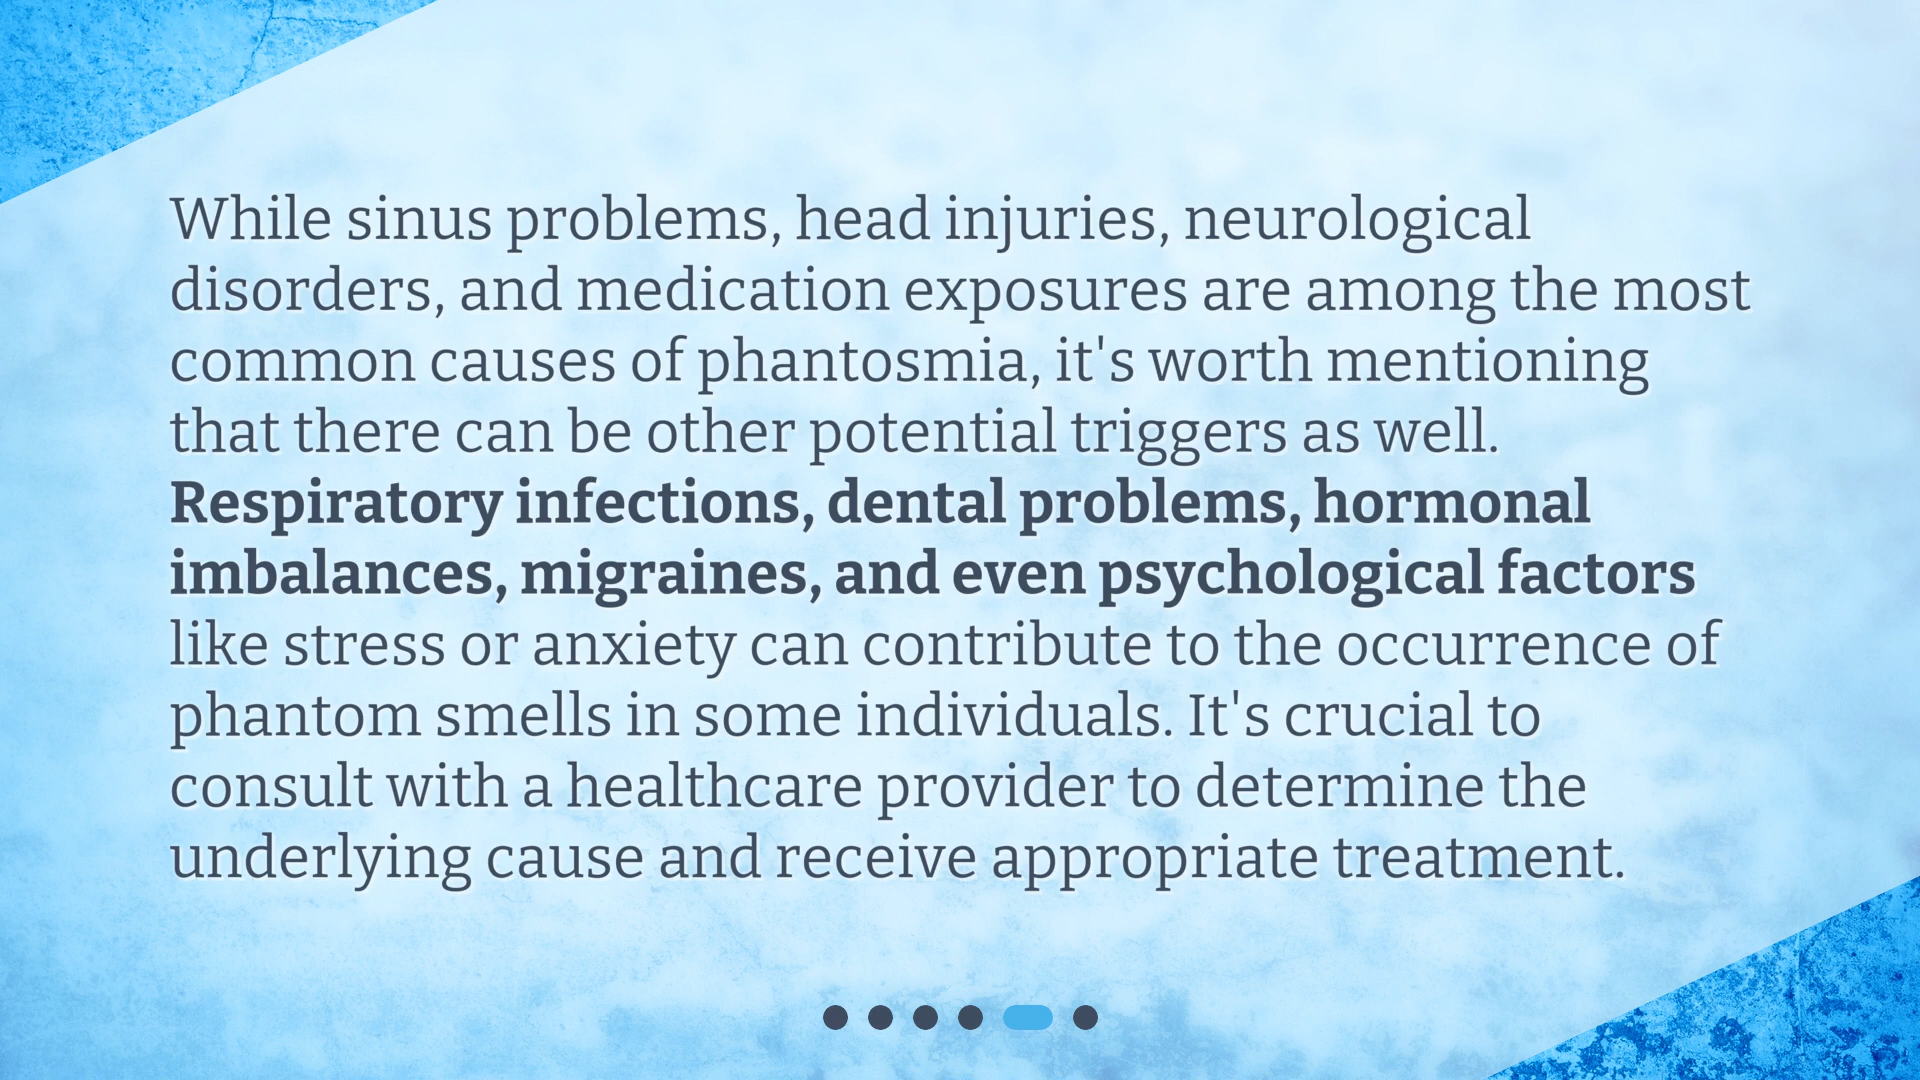 While sinus problems, head injuries, neurological
disorders, and medication exposures are among the most
common causes of phantosmia, it's worth mentioning
that there can be other potential triggers as well.
Respiratory infections, dental problems, hormonal
imbalances, migraines, and even psychological factors
like stress or anxiety can contribute to the occurrence of
phantom smells in some individuals. It's crucial to
consult with a healthcare provider to determine the
underlying cause and receive appropriate treatment.